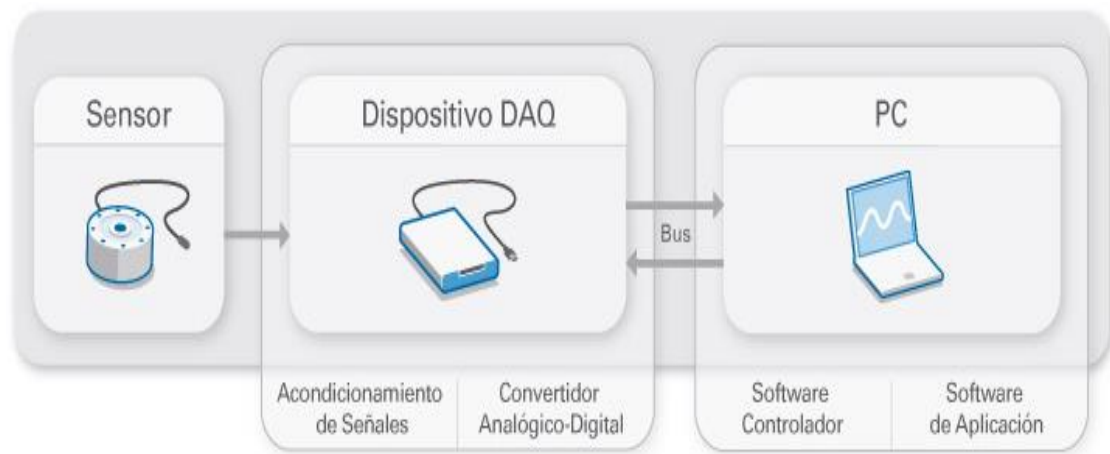 Sensor
Dispositivo DAQ
PC
Bus
Acondicionamiento
de Señales
Convertidor
Analógico-Digital
Software
Controlador
Software
de Aplicación